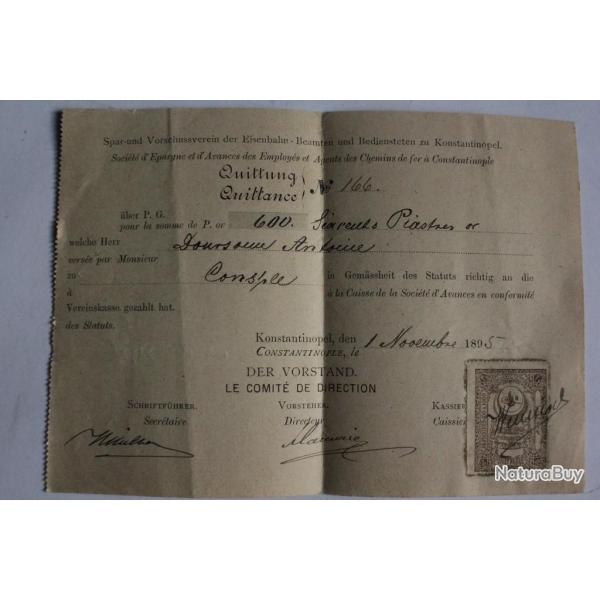 Spar-und Vorschussverein der Eisenbahn-Beamten und Bediensteten zu Konstantinopel.
Société d'Epargne et d'Avances des Employés et Agents des Chemins de fer à Constantinople
Quittung
Quittance
№ 166.
über P. G.
pour la somme de P. or 600. Piastres or
welche Herr
versés par Monsieur Antoine
zu
à Consple
in Gemässheit des Statuts richtig an die
à la Caisse de la Société d'Avances en conformité
Vereinskasse gezahlt hat.
des Statuts.
Konstantinopel, den
CONSTANTINOPLE, le 1 Novembre 1895
DER VORSTAND.
LE COMITÉ DE DIRECTION
SCHRIFTFÜHRER. VORSTEHER. KASSIER
Secrétaire. Directeur Caissier
NaturaBuy